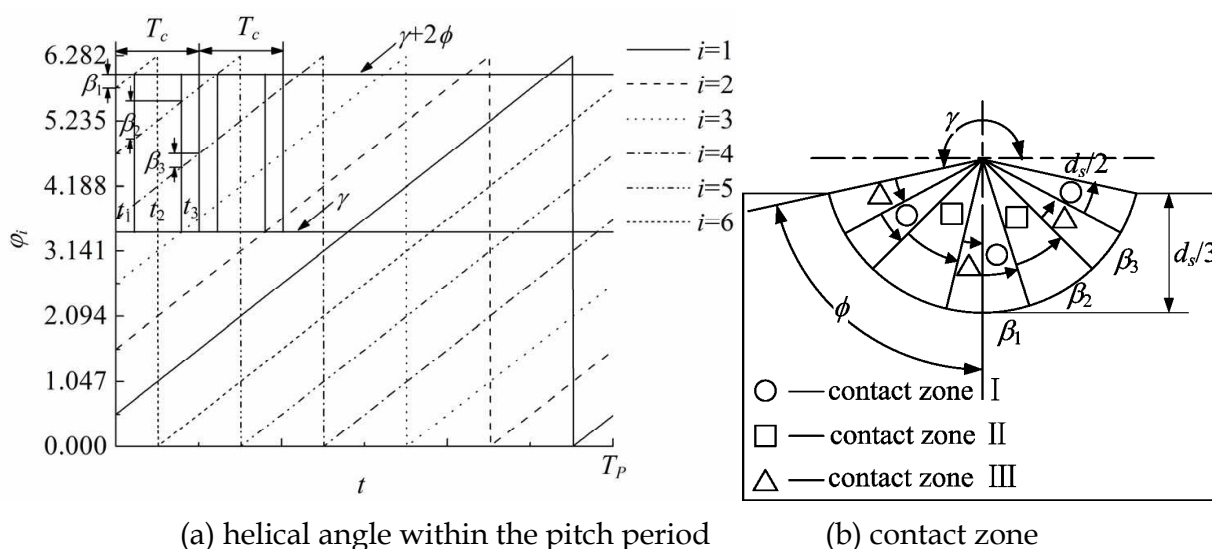 T_c T_c
γ+2ϕ
6.282
β_1
5.235
β_2
β_3
4.188
t_1 t_2 t_3
γ
φ_i
3.141
2.094
1.047
0.000
T_P
t
i=1
i=2
i=3
i=4
i=5
i=6
γ
d_s/2
d_s/3
β_3
β_2
β_1
ϕ
contact zone Ⅰ
contact zone Ⅱ
contact zone Ⅲ
(a) helical angle within the pitch period (b) contact zone